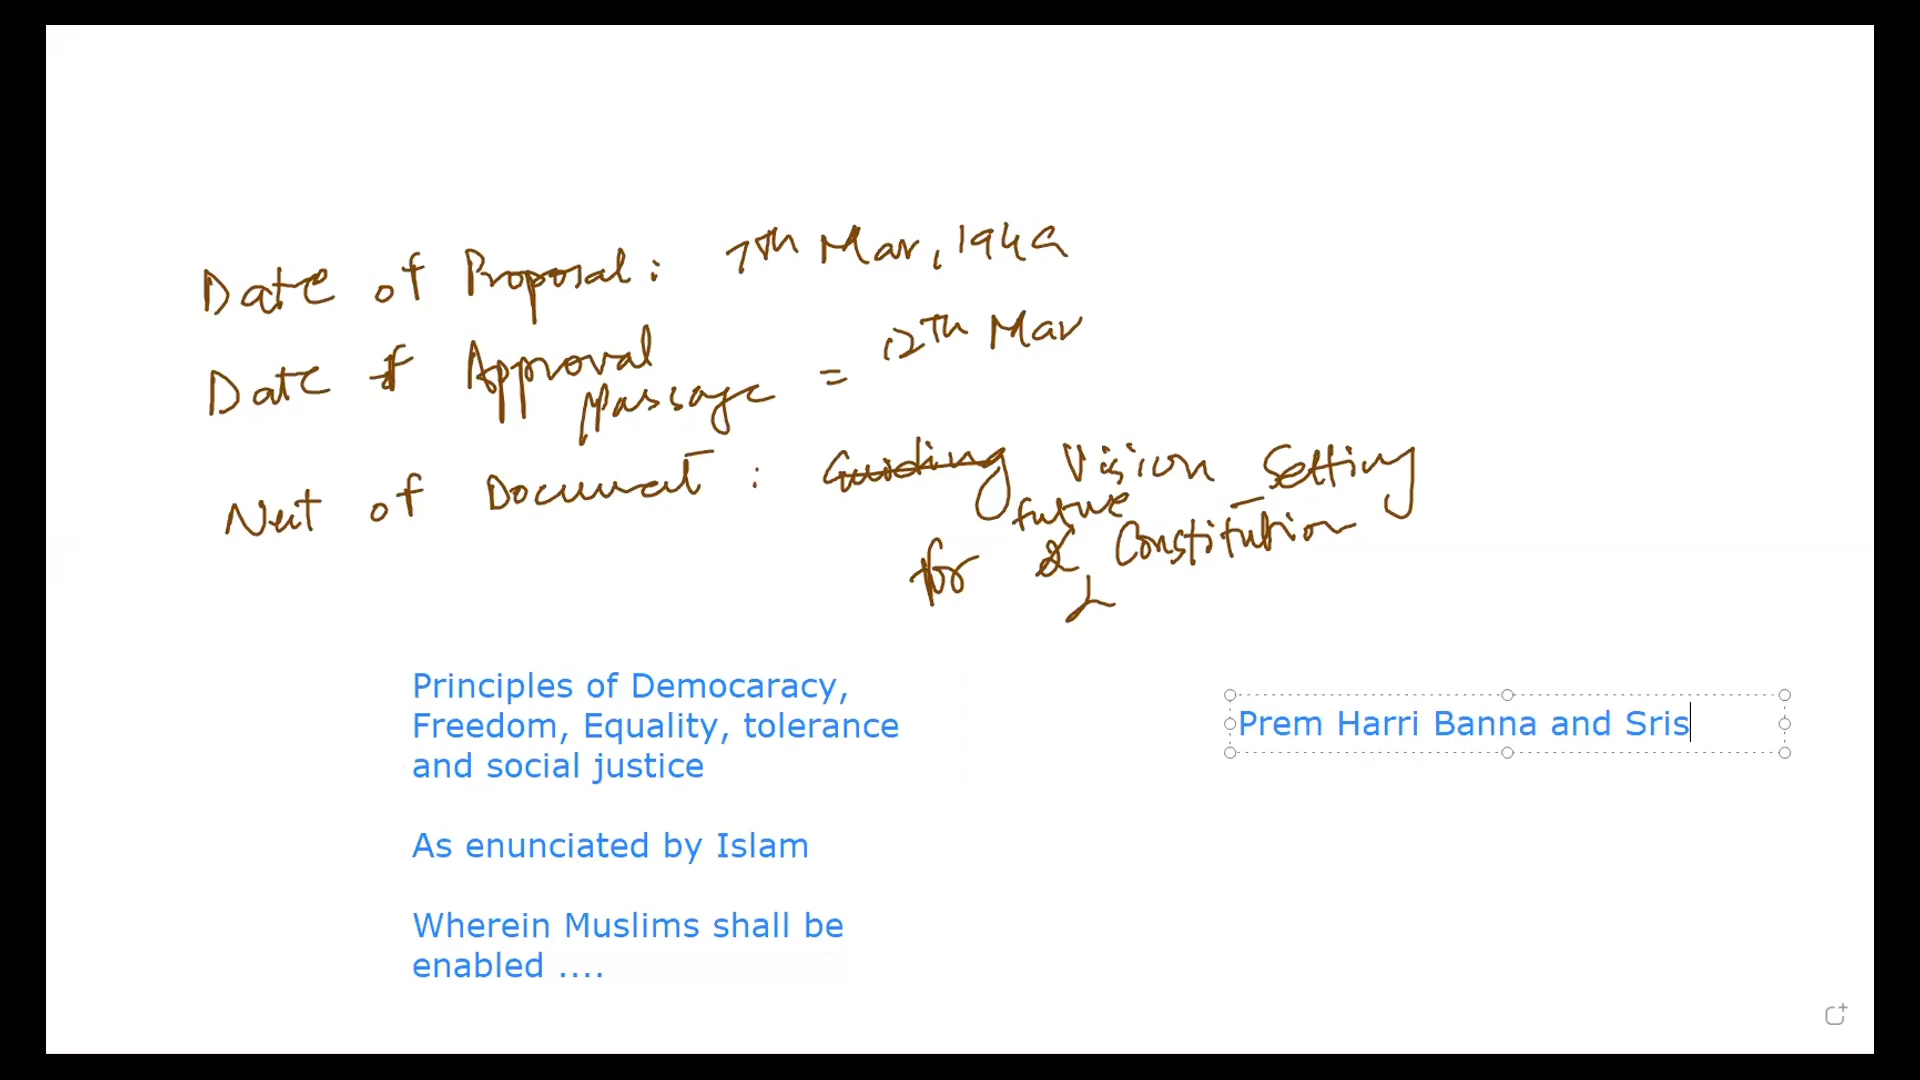 Date of Proposal : 7th Mar, 1949
Date of Approval = 12th Mar
Passage
of Document : Guiding Vision Setting
for future Constitution
Principles of Democaracy,
Freedom, Equality, tolerance
and social justice
As enunciated by Islam
Wherein Muslims shall be
enabled ....
Prem Harri Banna and Sris